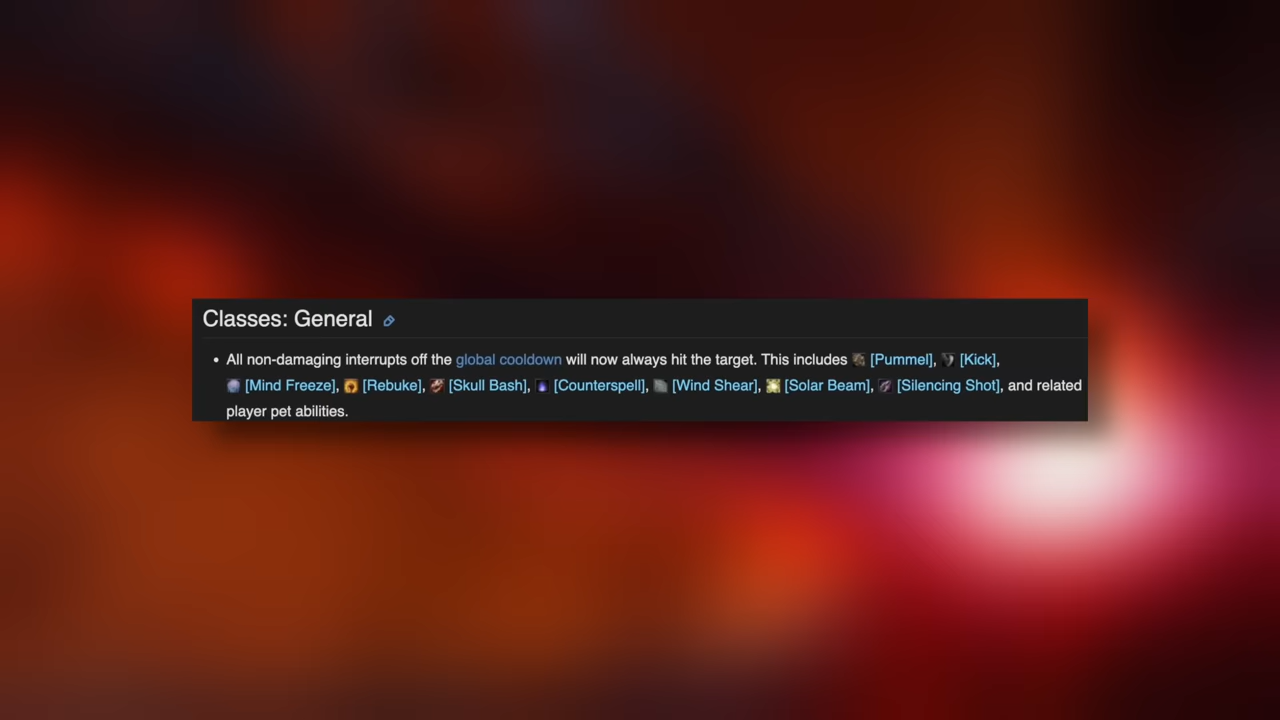 Classes: General
• All non-damaging interrupts off the global cooldown will now always hit the target. This includes [Pummel], [Kick],
[Mind Freeze], [Rebuke], [Skull Bash], [Counterspell], [Wind Shear], [Solar Beam], [Silencing Shot], and related
player pet abilities.